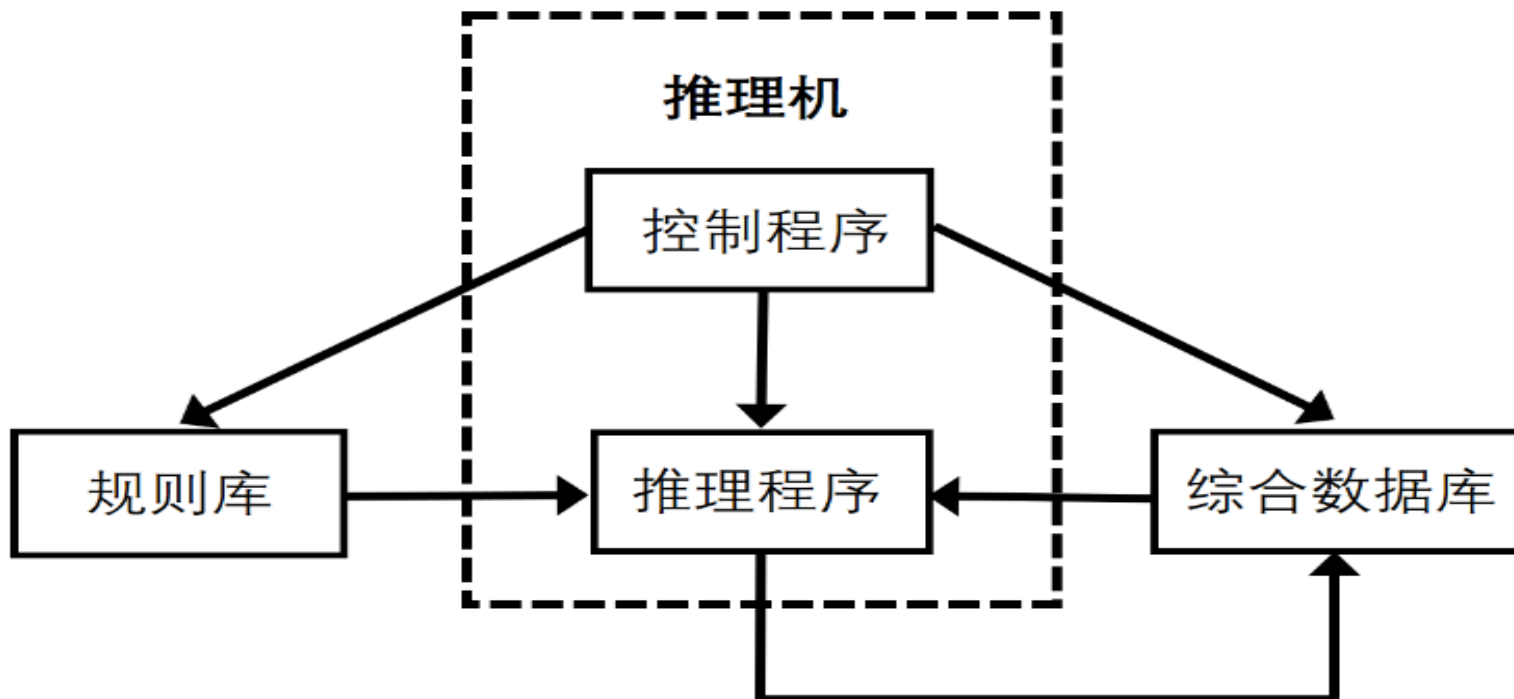 推理机
控制程序
规则库
推理程序
综合数据库